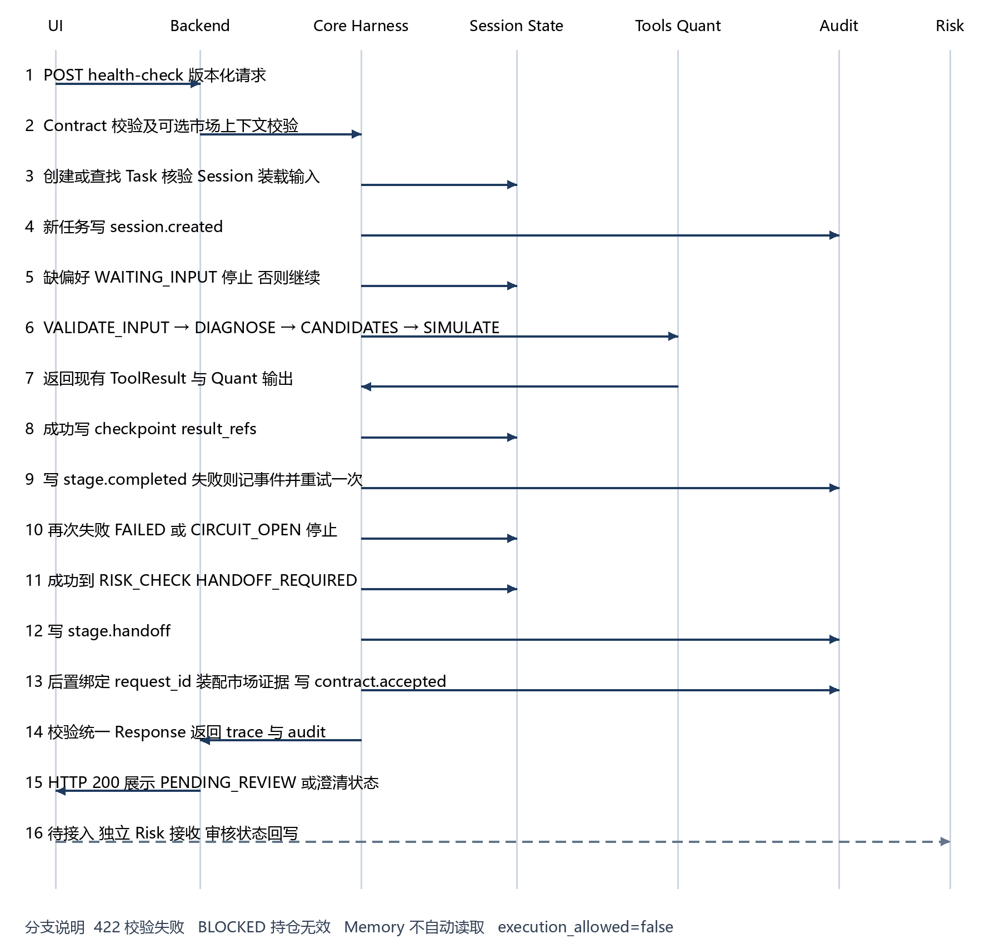 UI Backend Core Harness Session State Tools Quant Audit Risk
1 POST health-check 版本化请求
2 Contract 校验及可选市场上下文校验
3 创建或查找 Task 核验 Session 装载输入
4 新任务写 session.created
5 缺偏好 WAITING_INPUT 停止 否则继续
6 VALIDATE_INPUT → DIAGNOSE → CANDIDATES → SIMULATE
7 返回现有 ToolResult 与 Quant 输出
8 成功写 checkpoint result_refs
9 写 stage.completed 失败则记事件并重试一次
10 再次失败 FAILED 或 CIRCUIT_OPEN 停止
11 成功到 RISK_CHECK HANDOFF_REQUIRED
12 写 stage.handoff
13 后置绑定 request_id 装配市场证据 写 contract.accepted
14 校验统一 Response 返回 trace 与 audit
15 HTTP 200 展示 PENDING_REVIEW 或澄清状态
16 待接入 独立 Risk 接收 审核状态回写
分支说明 422 校验失败 BLOCKED 持仓无效 Memory 不自动读取 execution_allowed=false